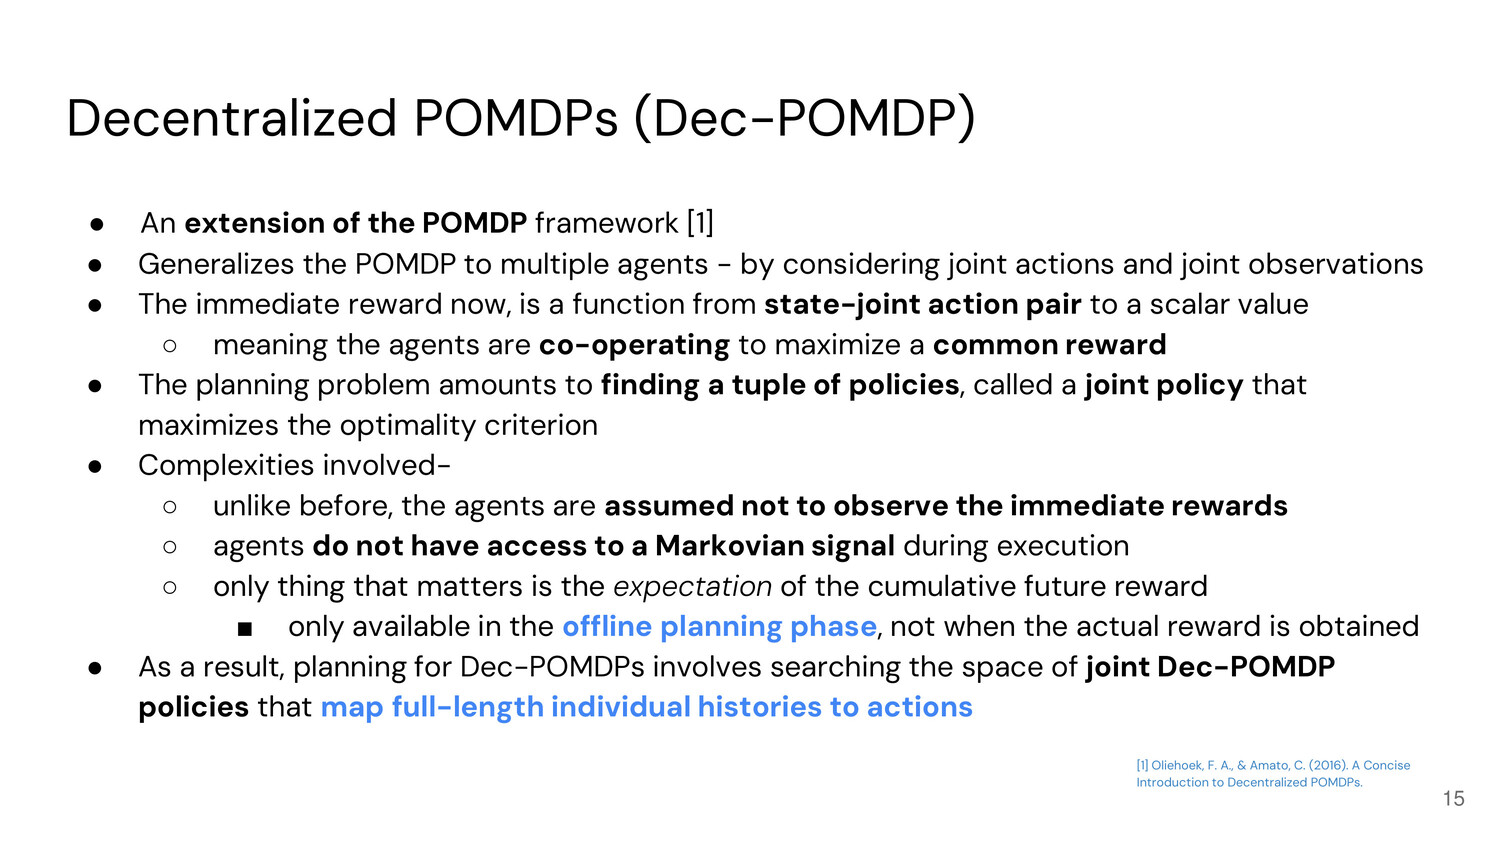 Decentralized POMDPs (Dec-POMDP)
● An extension of the POMDP framework [1]
● Generalizes the POMDP to multiple agents - by considering joint actions and joint observations
● The immediate reward now, is a function from state-joint action pair to a scalar value
○ meaning the agents are co-operating to maximize a common reward
● The planning problem amounts to finding a tuple of policies, called a joint policy that
maximizes the optimality criterion
● Complexities involved-
○ unlike before, the agents are assumed not to observe the immediate rewards
○ agents do not have access to a Markovian signal during execution
○ only thing that matters is the expectation of the cumulative future reward
■ only available in the offline planning phase, not when the actual reward is obtained
● As a result, planning for Dec-POMDPs involves searching the space of joint Dec-POMDP
policies that map full-length individual histories to actions
[1] Oliehoek, F. A., & Amato, C. (2016). A Concise
Introduction to Decentralized POMDPs.
15